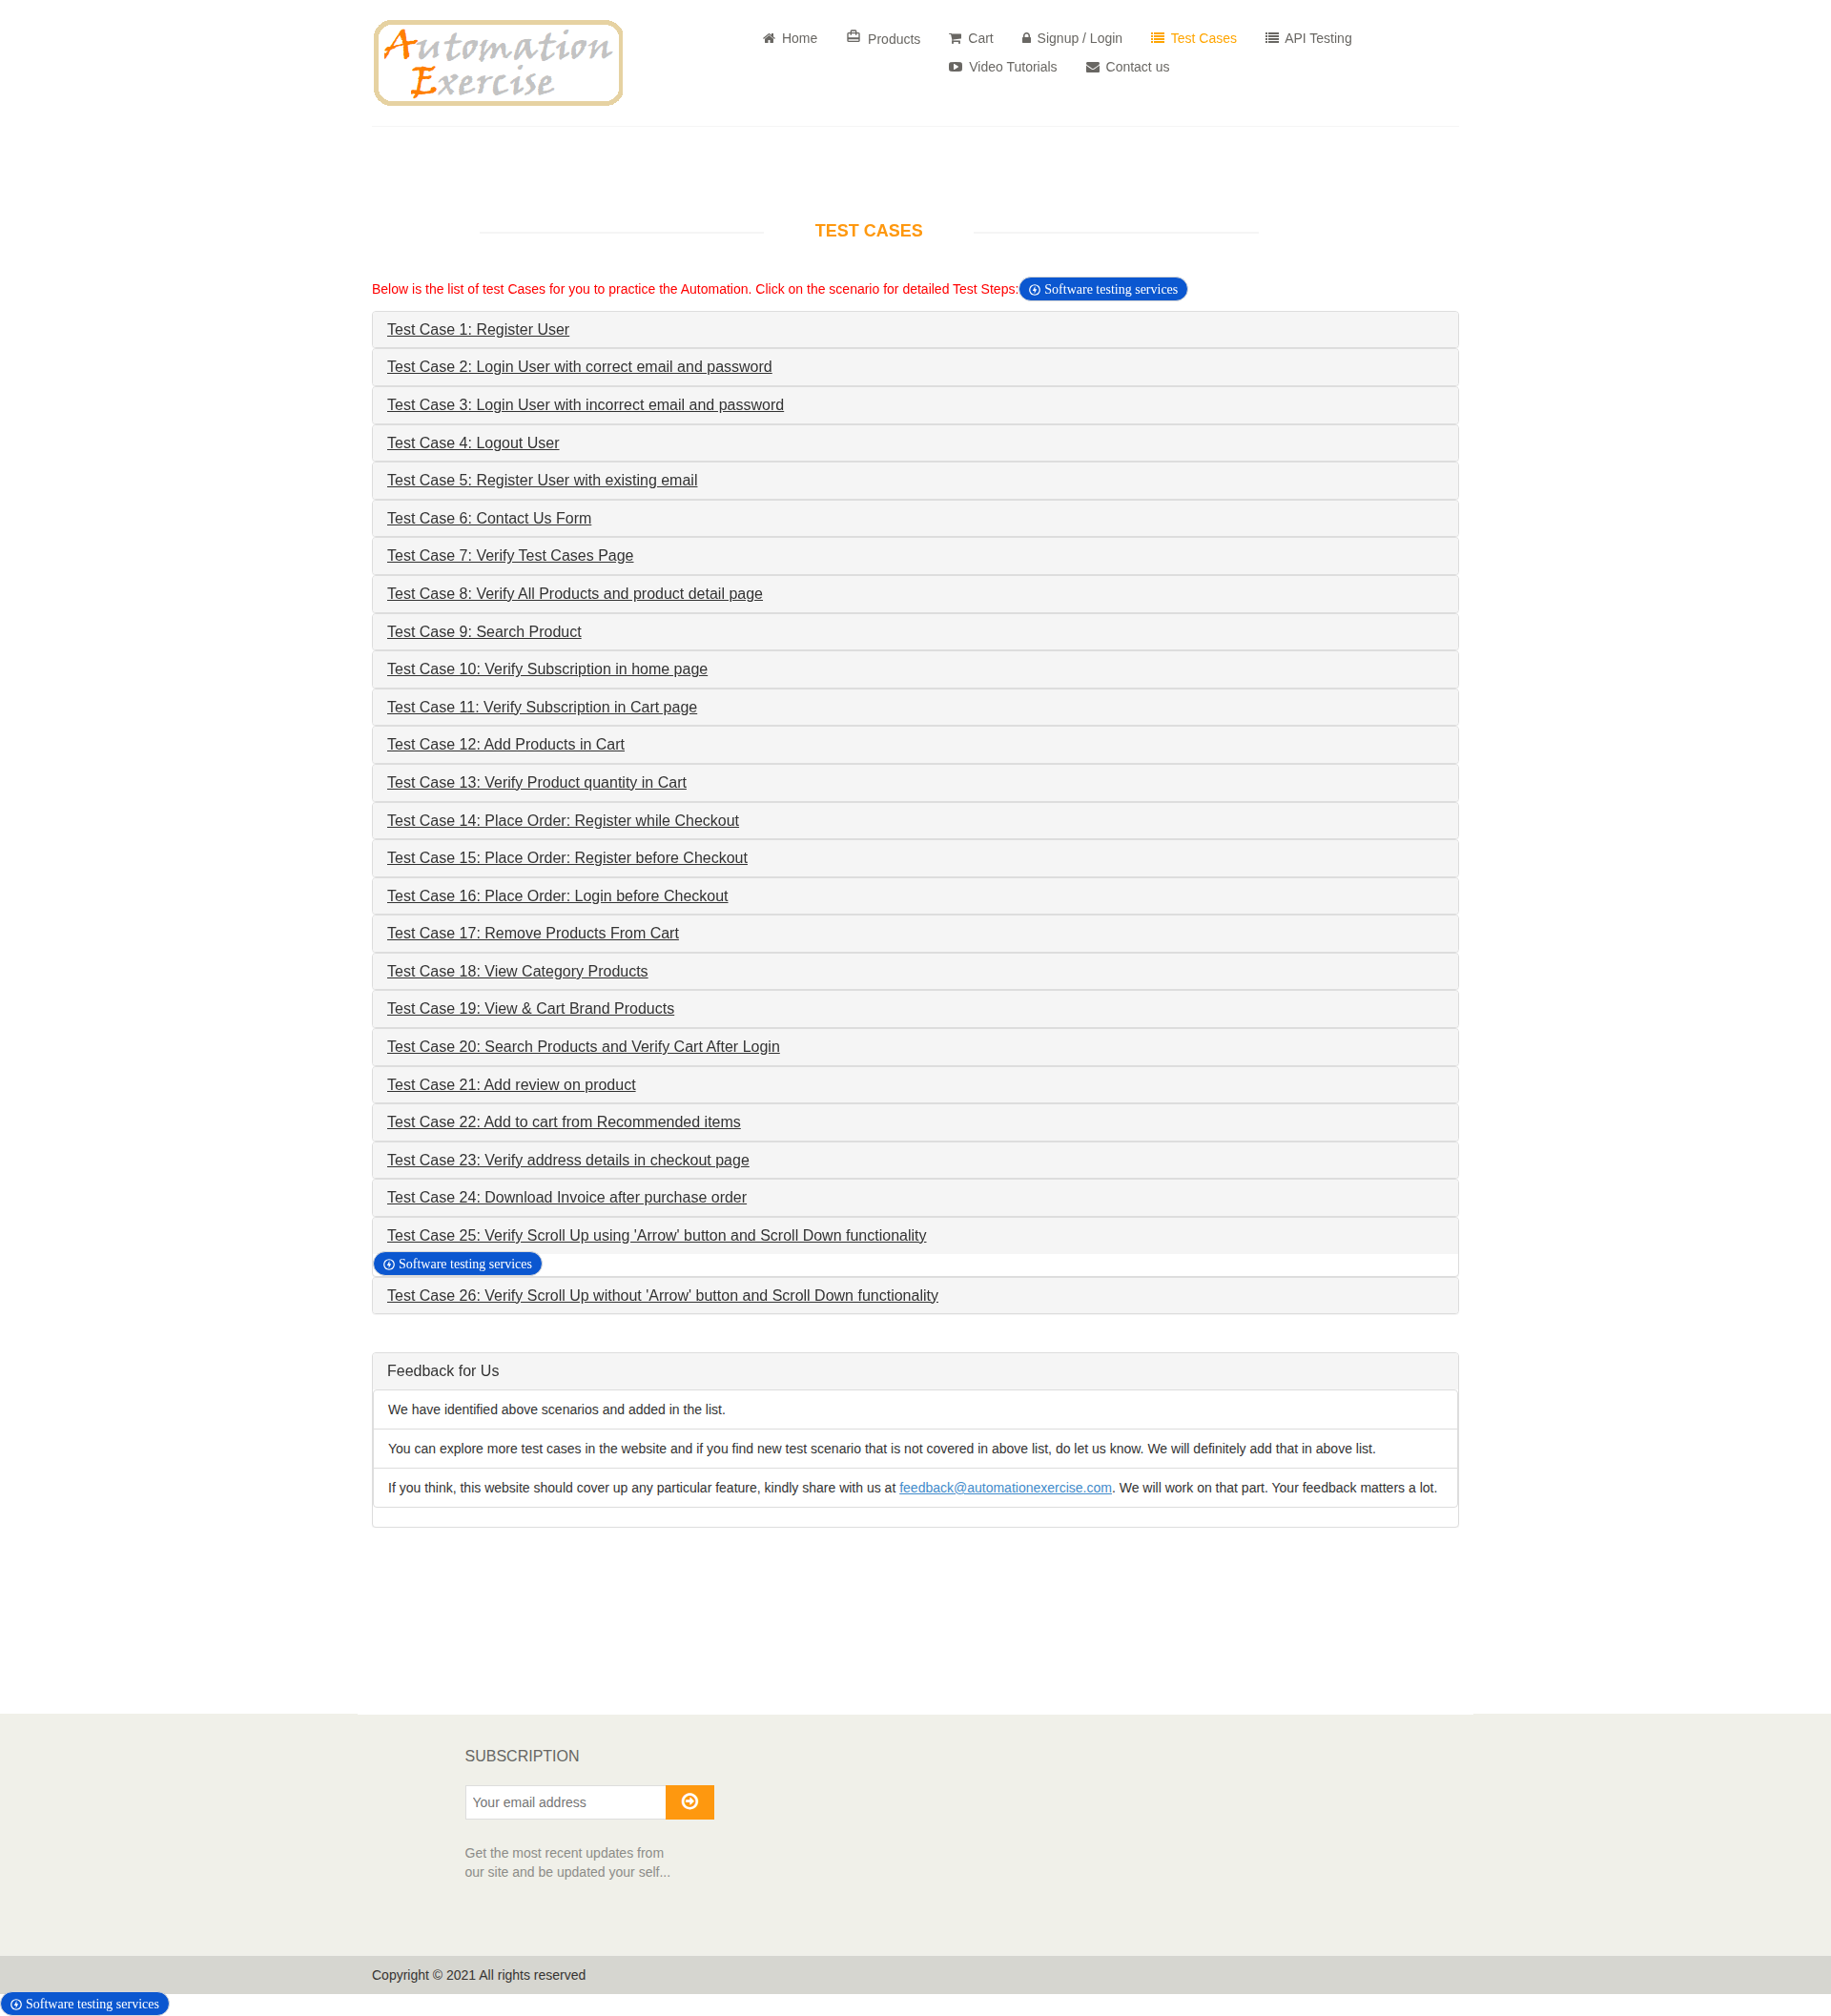 Automation
Exercise
Home Products Cart Signup / Login Test Cases API Testing
Video Tutorials Contact us
TEST CASES
Below is the list of test Cases for you to practice the Automation. Click on the scenario for detailed Test Steps: Software testing services
Test Case 1: Register User
Test Case 2: Login User with correct email and password
Test Case 3: Login User with incorrect email and password
Test Case 4: Logout User
Test Case 5: Register User with existing email
Test Case 6: Contact Us Form
Test Case 7: Verify Test Cases Page
Test Case 8: Verify All Products and product detail page
Test Case 9: Search Product
Test Case 10: Verify Subscription in home page
Test Case 11: Verify Subscription in Cart page
Test Case 12: Add Products in Cart
Test Case 13: Verify Product quantity in Cart
Test Case 14: Place Order: Register while Checkout
Test Case 15: Place Order: Register before Checkout
Test Case 16: Place Order: Login before Checkout
Test Case 17: Remove Products From Cart
Test Case 18: View Category Products
Test Case 19: View & Cart Brand Products
Test Case 20: Search Products and Verify Cart After Login
Test Case 21: Add review on product
Test Case 22: Add to cart from Recommended items
Test Case 23: Verify address details in checkout page
Test Case 24: Download Invoice after purchase order
Test Case 25: Verify Scroll Up using 'Arrow' button and Scroll Down functionality
Software testing services
Test Case 26: Verify Scroll Up without 'Arrow' button and Scroll Down functionality
Feedback for Us
We have identified above scenarios and added in the list.
You can explore more test cases in the website and if you find new test scenario that is not covered in above list, do let us know. We will definitely add that in above list.
If you think, this website should cover up any particular feature, kindly share with us at feedback@automationexercise.com. We will work on that part. Your feedback matters a lot.
SUBSCRIPTION
Your email address
Get the most recent updates from
our site and be updated your self...
Copyright © 2021 All rights reserved
Software testing services